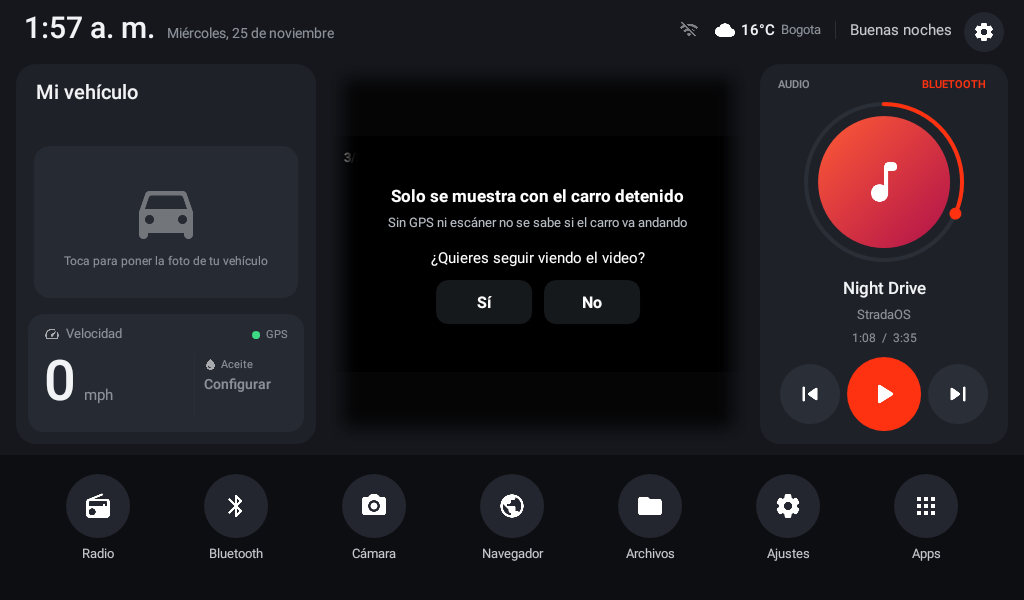 1:57 a. m.
Miércoles, 25 de noviembre
16°C Bogota
Buenas noches
Mi vehículo
Toca para poner la foto de tu vehículo
Velocidad
GPS
0 mph
Aceite
Configurar
3/
Solo se muestra con el carro detenido
Sin GPS ni escáner no se sabe si el carro va andando
¿Quieres seguir viendo el video?
Sí
No
AUDIO
BLUETOOTH
Night Drive
StradaOS
1:08 / 3:35
Radio
Bluetooth
Cámara
Navegador
Archivos
Ajustes
Apps